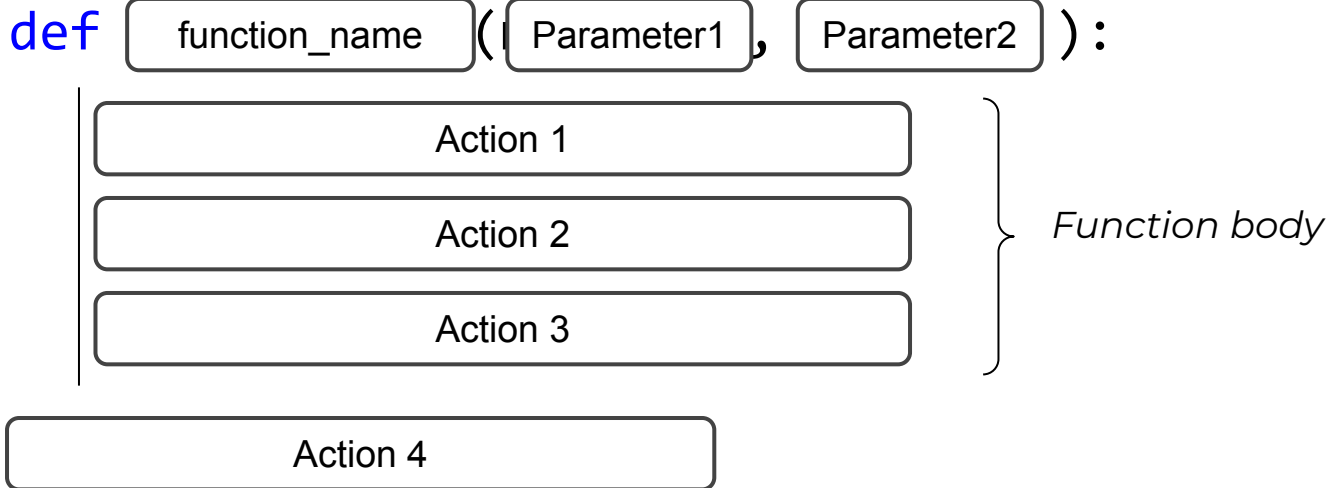 def function_name ( Parameter1 , Parameter2 ):
Action 1
Action 2
Function body
Action 3
Action 4